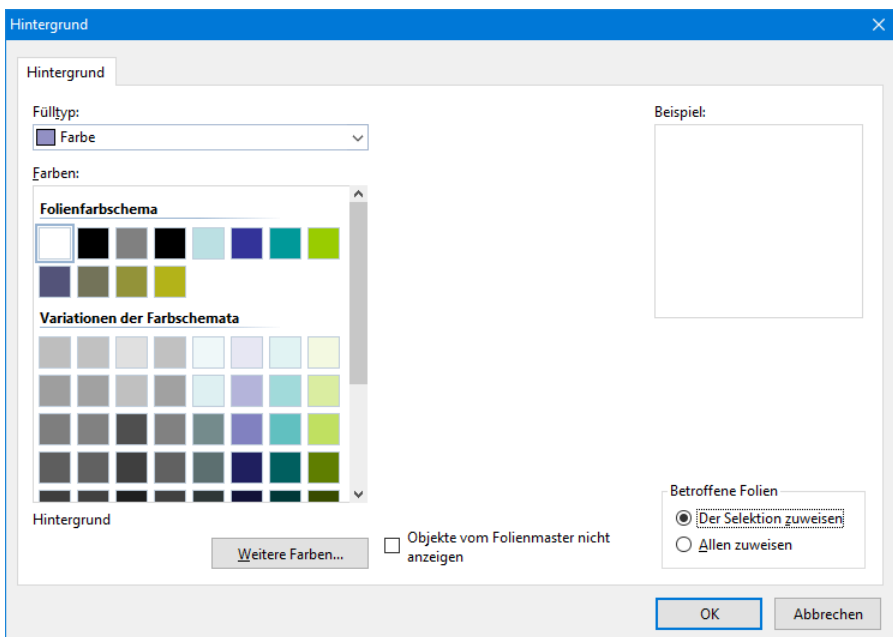 Hintergrund
Hintergrund
Fülltyp:
Farbe
Beispiel:
Farben:
Folienfarbschema
Variationen der Farbschemata
Hintergrund
Weitere Farben...
Objekte vom Folienmaster nicht
anzeigen
Betroffene Folien
Der Selektion zuweisen
Allen zuweisen
OK
Abbrechen